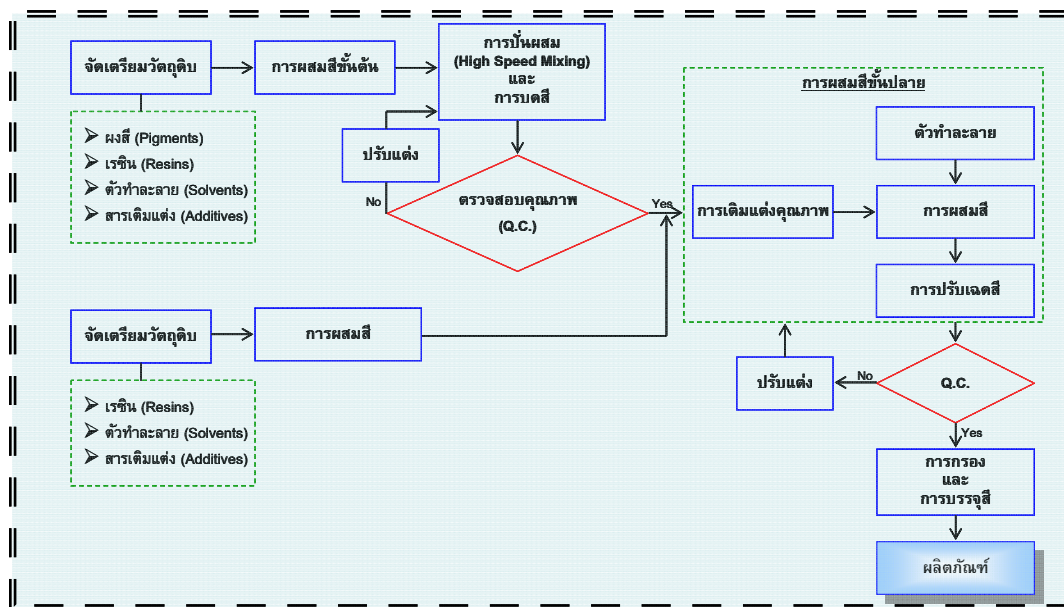 จัดเตรียมวัตถุดิบ
การผสมสีขั้นต้น
การปั่นผสม
(High Speed Mixing)
และ
การบดสี
ผงสี (Pigments)
เรซิน (Resins)
ตัวทำละลาย (Solvents)
สารเติมแต่ง (Additives)
ปรับแต่ง
No
ตรวจสอบคุณภาพ
(Q.C.)
Yes
การผสมสีขั้นปลาย
ตัวทำละลาย
การเติมแต่งคุณภาพ
การผสมสี
การปรับเฉดสี
จัดเตรียมวัตถุดิบ
การผสมสี
เรซิน (Resins)
ตัวทำละลาย (Solvents)
สารเติมแต่ง (Additives)
ปรับแต่ง
No
Q.C.
Yes
การกรอง
และ
การบรรจุสี
ผลิตภัณฑ์